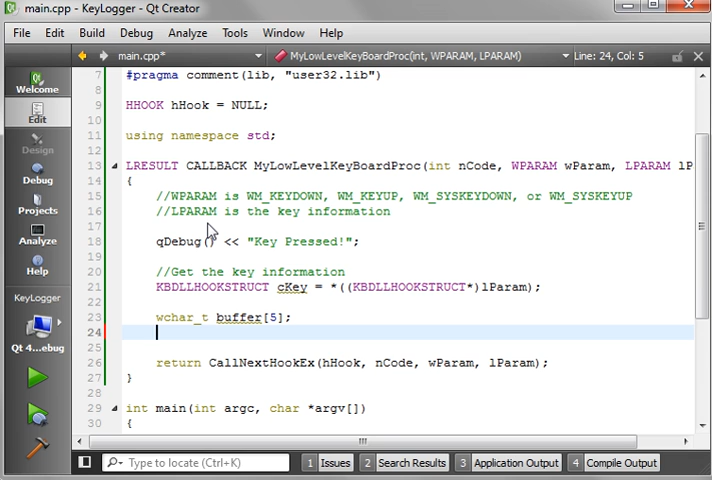 main.cpp - KeyLogger - Qt Creator
File Edit Build Debug Analyze Tools Window Help
main.cpp* MyLowLevelKeyBoardProc(int, WPARAM, LPARAM) Line: 24, Col: 5
Welcome
Edit
Design
Debug
Projects
Analyze
Help
KeyLogger
Qt 4...ebug
7 #pragma comment(lib, "user32.lib")
8
9 HHOOK hHook = NULL;
10
11 using namespace std;
12
13 LRESULT CALLBACK MyLowLevelKeyBoardProc(int nCode, WPARAM wParam, LPARAM lP
14 {
15 //WPARAM is WM_KEYDOWN, WM_KEYUP, WM_SYSKEYDOWN, or WM_SYSKEYUP
16 //LPARAM is the key information
17
18 qDebug() << "Key Pressed!";
19
20 //Get the key information
21 KBDLLHOOKSTRUCT cKey = *((KBDLLHOOKSTRUCT*)lParam);
22
23 wchar_t buffer[5];
24
25
26 return CallNextHookEx(hHook, nCode, wParam, lParam);
27 }
28
29 int main(int argc, char *argv[])
30 {
Type to locate (Ctrl+K) 1 Issues 2 Search Results 3 Application Output 4 Compile Output